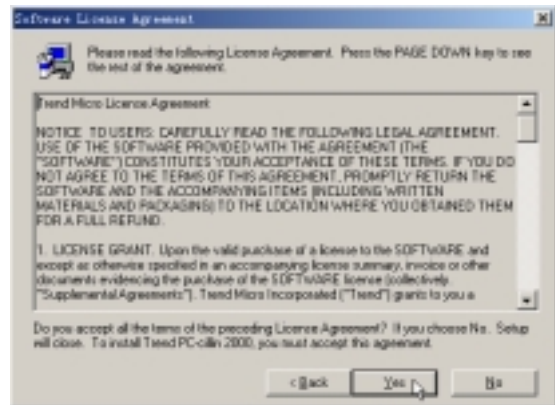 Software License Agreement
Please read the following License Agreement. Press the PAGE DOWN key to see
the rest of the agreement.
Trend Micro License Agreement
NOTICE TO USERS: CAREFULLY READ THE FOLLOWING LEGAL AGREEMENT.
USE OF THE SOFTWARE PROVIDED WITH THE AGREEMENT (THE
"SOFTWARE") CONSTITUTES YOUR ACCEPTANCE OF THESE TERMS. IF YOU DO
NOT AGREE TO THE TERMS OF THIS AGREEMENT, PROMPTLY RETURN THE
SOFTWARE AND THE ACCOMPANYING ITEMS (INCLUDING WRITTEN
MATERIALS AND PACKAGING) TO THE LOCATION WHERE YOU OBTAINED THEM
FOR A FULL REFUND.
1. LICENSE GRANT. Upon the valid purchase of a license to the SOFTWARE and
except as otherwise specified in an accompanying license summary, invoice or other
documents evidencing the purchase of the SOFTWARE license (collectively,
"Supplemental Agreements"), Trend Micro Incorporated ("Trend") grants to you a
Do you accept all the terms of the preceding License Agreement? If you choose No, Setup
will close. To install Trend PC-cillin 2000, you must accept this agreement.
< Back Yes No